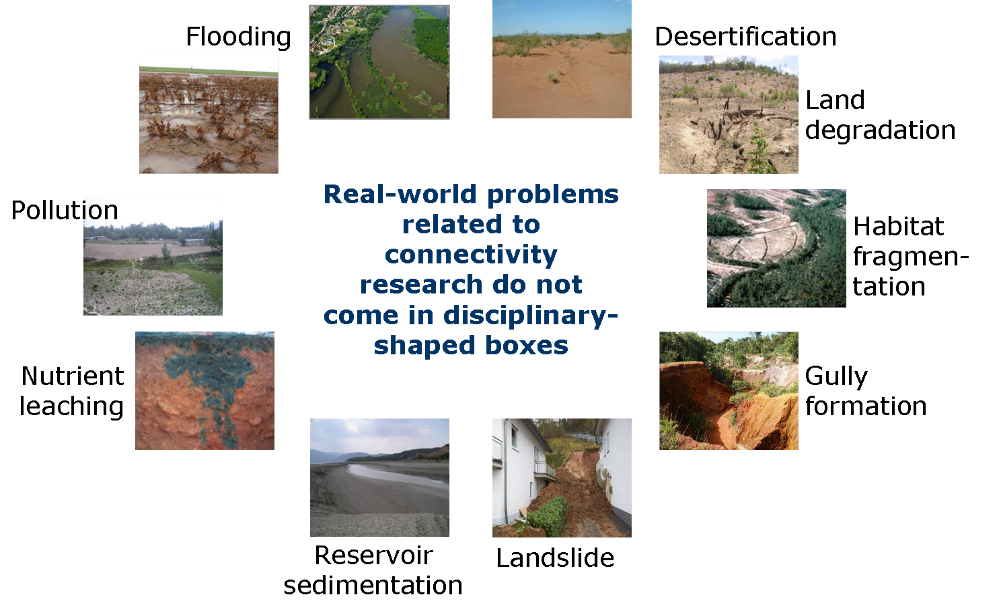 Flooding
Desertification
Land
degradation
Pollution
Real-world problems
related to
connectivity
research do not
come in disciplinary-
shaped boxes
Habitat
fragmen-
tation
Nutrient
leaching
Gully
formation
Reservoir
sedimentation
Landslide